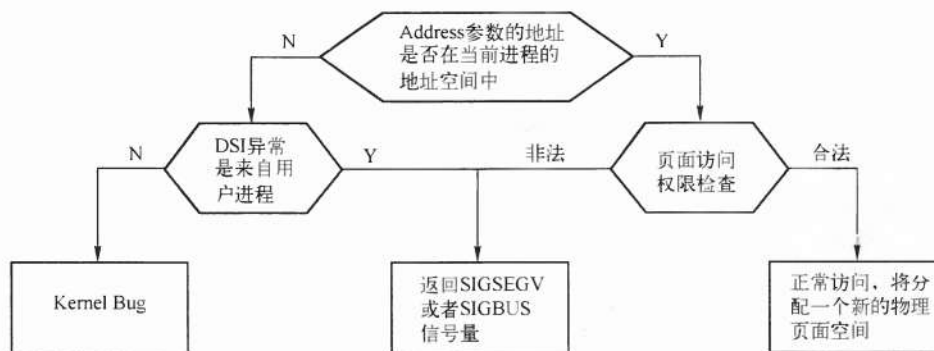 N
Address参数的地址
是否在当前进程的
地址空间中
Y
N
DSI异常
是来自用
户进程
Y
非法
页面访问
权限检查
合法
Kernel Bug
返回SIGSEGV
或者SIGBUS
信号量
正常访问，将分
配一个新的物理
页面空间